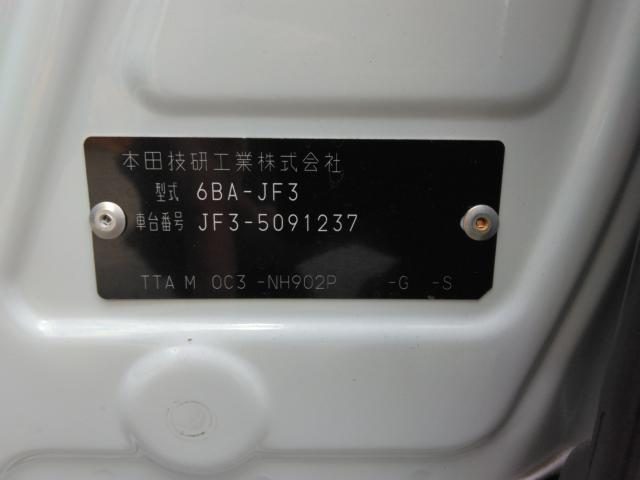 本田技研工業株式会社
型式 6BA-JF3
車台番号 JF3-5091237
TTA M 0C3 -NH902P -G -S